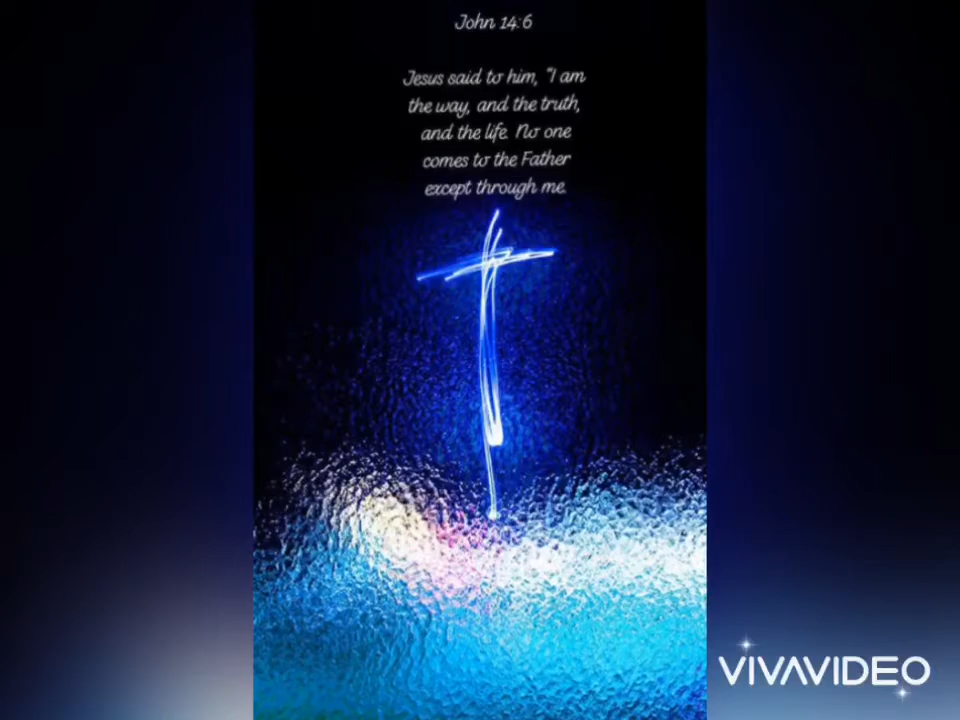 John 14:6
Jesus said to him, "I am
the way, and the truth,
and the life. No one
comes to the Father
except through me.
VIVAVIDEO